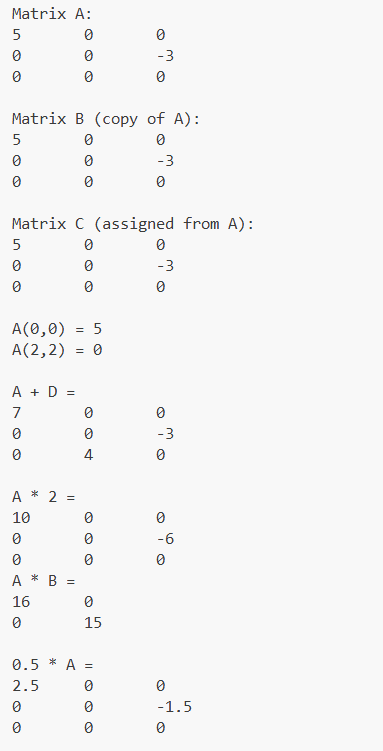 Matrix A:
5 0 0
0 0 -3
0 0 0
Matrix B (copy of A):
5 0 0
0 0 -3
0 0 0
Matrix C (assigned from A):
5 0 0
0 0 -3
0 0 0
A(0,0) = 5
A(2,2) = 0
A + D =
7 0 0
0 0 -3
0 4 0
A * 2 =
10 0 0
0 0 -6
0 0 0
A * B =
16 0
0 15
0.5 * A =
2.5 0 0
0 0 -1.5
0 0 0